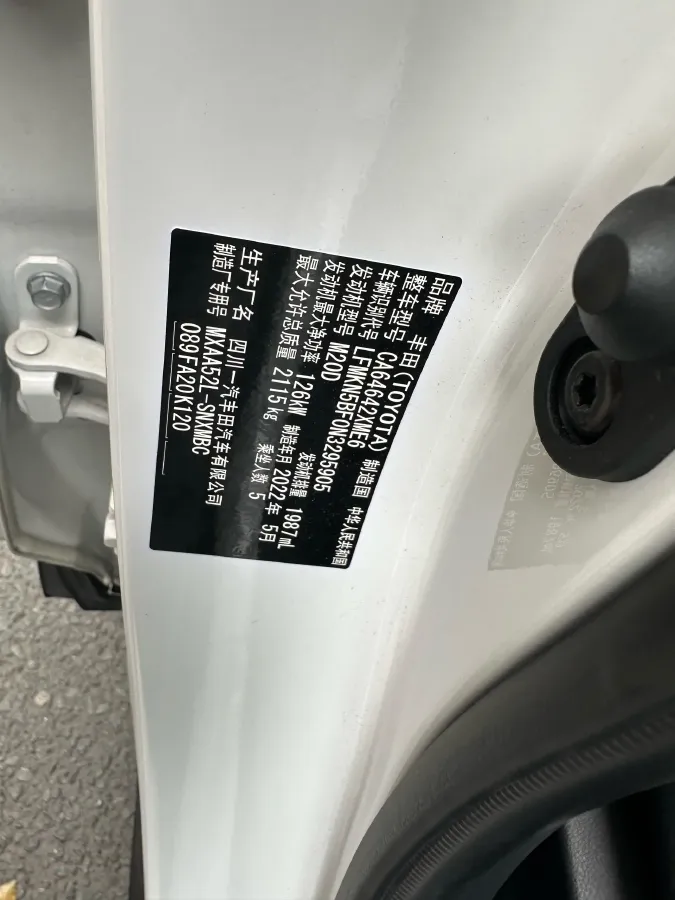 品牌 丰田(TOYOTA) 制造国 中华人民共和国
整车型号 CA6462XME6
车辆识别代号 LFMKN5BF0N3295905
发动机型号 M20D 发动机排量 1987mL
发动机最大净功率 126kW 制造年月 2022年 5月
最大允许总质量 2115kg 乘坐人数 5
生产厂名 四川一汽丰田汽车有限公司
制造厂专用号 MXAA52L-SNXMBC
089FA20K120